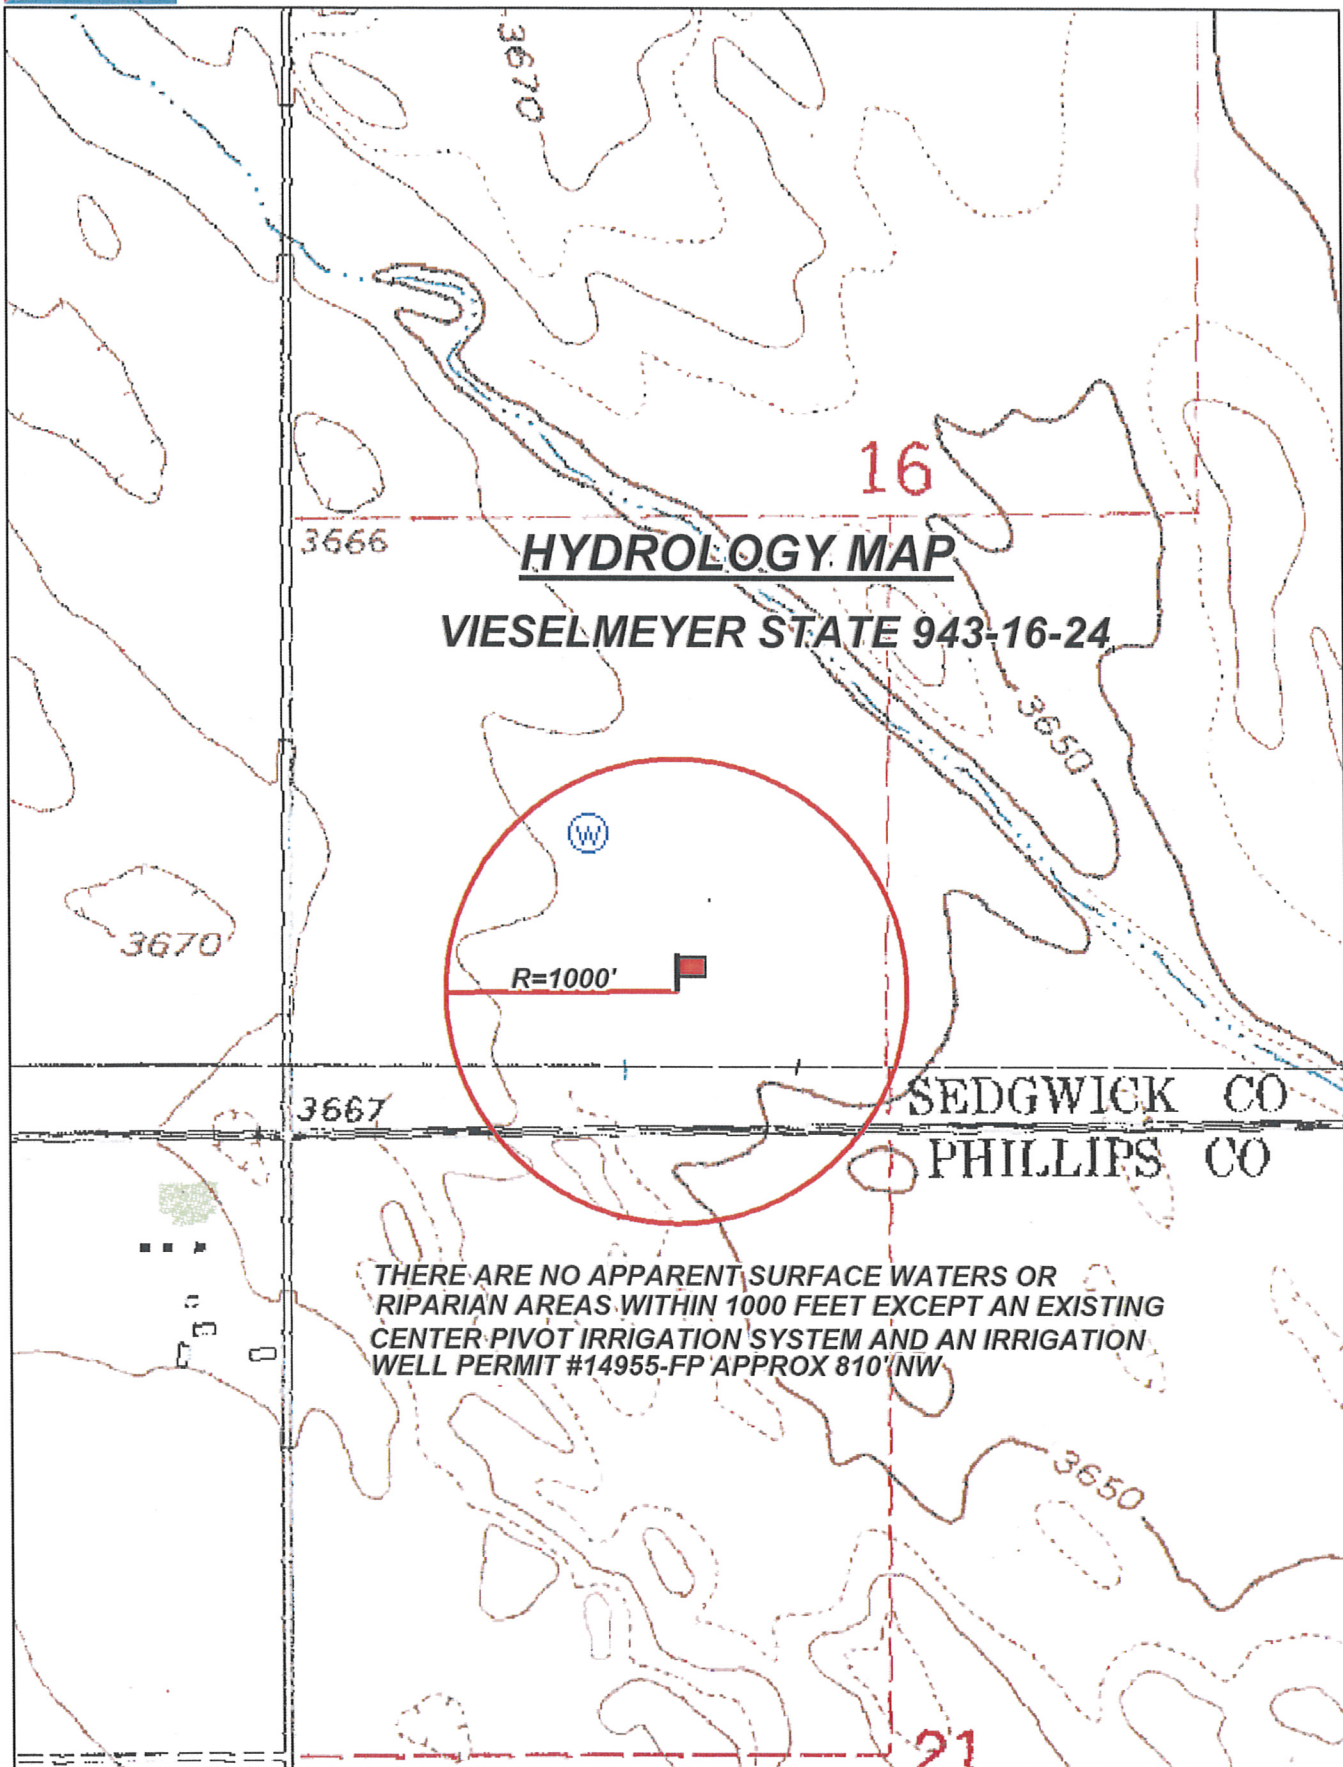 3670
16
3666
HYDROLOGY MAP
VIESELMEYER STATE 943-16-24
3650
W
3670
R=1000'
3667
SEDGWICK CO
PHILLIPS CO
THERE ARE NO APPARENT SURFACE WATERS OR
RIPARIAN AREAS WITHIN 1000 FEET EXCEPT AN EXISTING
CENTER PIVOT IRRIGATION SYSTEM AND AN IRRIGATION
WELL PERMIT #14955-FP APPROX 810' NW
3650
21